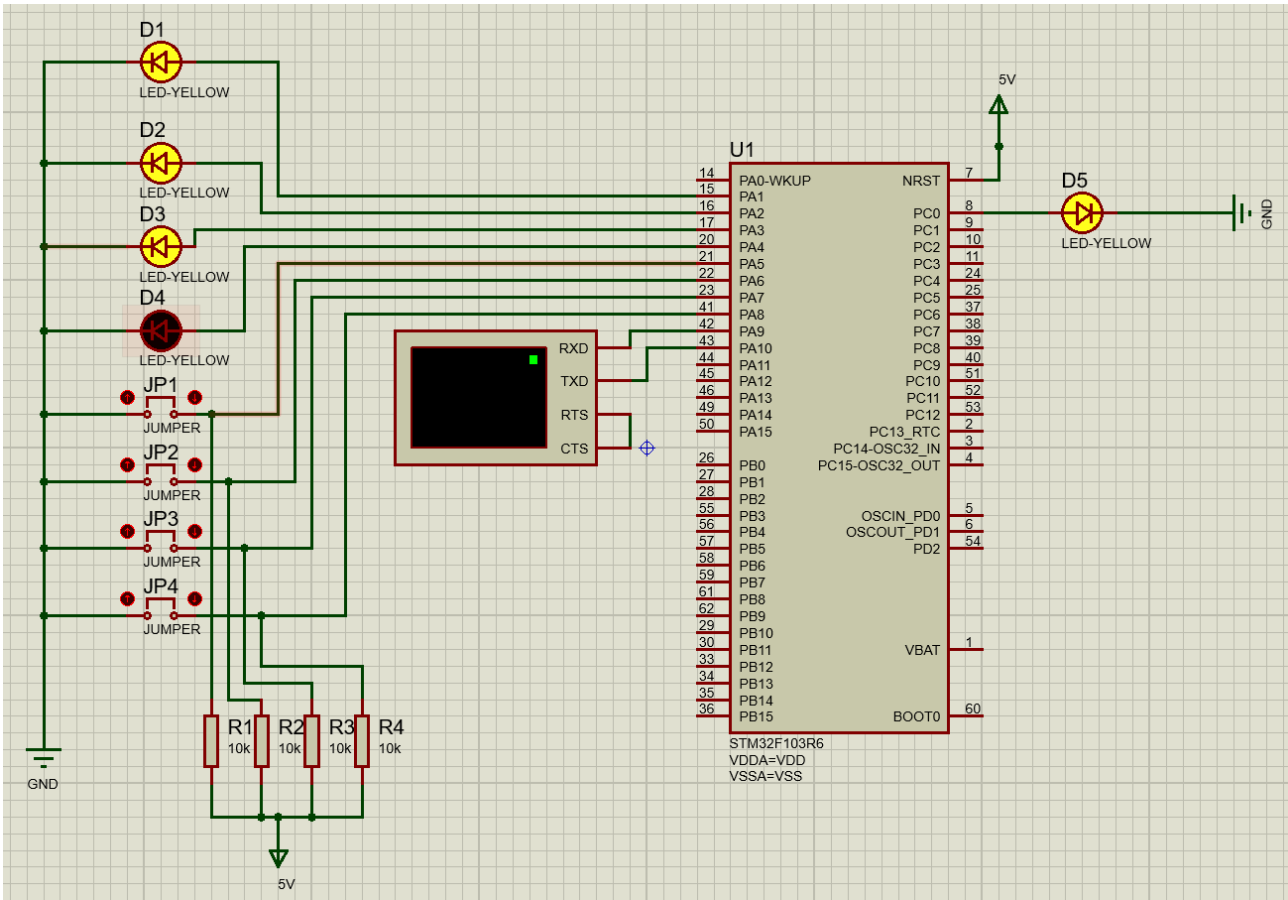 D1
LED-YELLOW
D2
LED-YELLOW
D3
LED-YELLOW
D4
LED-YELLOW
JP1
JUMPER
JP2
JUMPER
JP3
JUMPER
JP4
JUMPER
R1
10k
R2
10k
R3
10k
R4
10k
GND
5V
RXD
TXD
RTS
CTS
U1
14 PA0-WKUP
15 PA1
16 PA2
17 PA3
20 PA4
21 PA5
22 PA6
23 PA7
41 PA8
42 PA9
43 PA10
44 PA11
45 PA12
46 PA13
49 PA14
50 PA15
26 PB0
27 PB1
28 PB2
55 PB3
56 PB4
57 PB5
58 PB6
59 PB7
61 PB8
62 PB9
29 PB10
30 PB11
33 PB12
34 PB13
35 PB14
36 PB15
NRST 7
PC0 8
PC1 9
PC2 10
PC3 11
PC4 24
PC5 25
PC6 37
PC7 38
PC8 39
PC9 40
PC10 51
PC11 52
PC12 53
PC13_RTC 2
PC14-OSC32_IN 3
PC15-OSC32_OUT 4
OSCIN_PD0 5
OSCOUT_PD1 6
PD2 54
VBAT 1
BOOT0 60
STM32F103R6
VDDA=VDD
VSSA=VSS
5V
D5
LED-YELLOW
GND